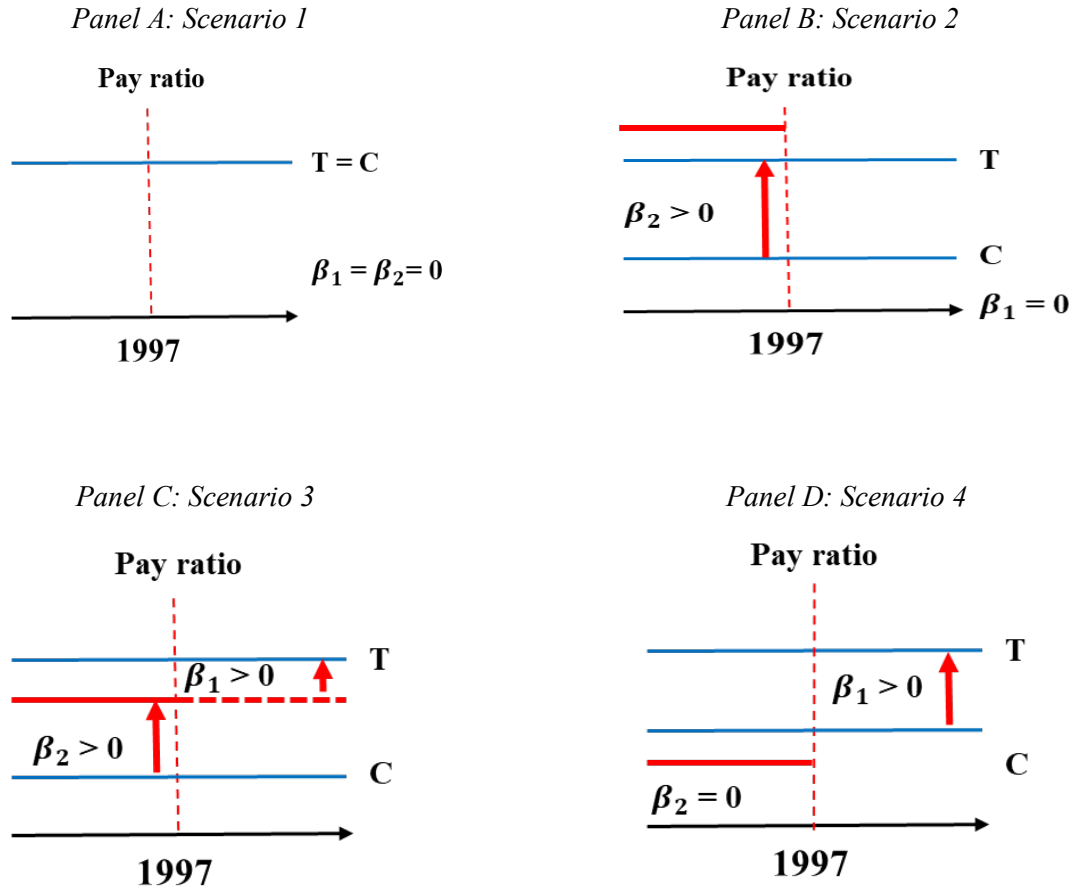 Panel A: Scenario 1
Pay ratio
T = C
β₁ = β₂= 0
1997
Panel B: Scenario 2
Pay ratio
T
β₂ > 0
C
β₁ = 0
1997
Panel C: Scenario 3
Pay ratio
T
β₁ > 0
β₂ > 0
C
1997
Panel D: Scenario 4
Pay ratio
T
β₁ > 0
C
β₂ = 0
1997